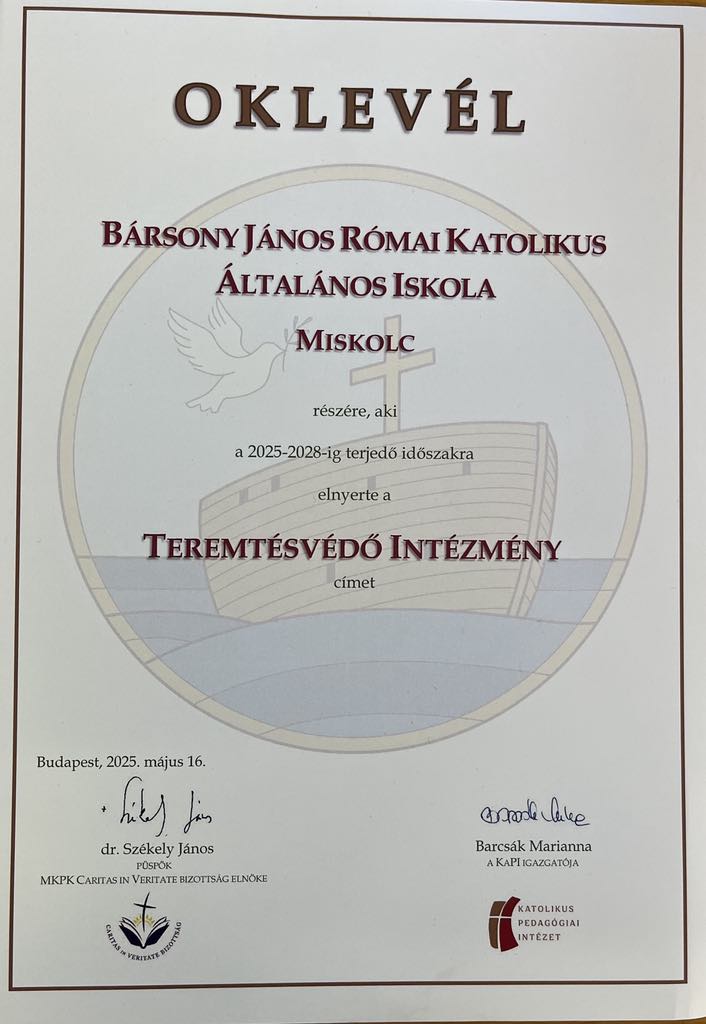 OKLEVÉL
BÁRSONY JÁNOS RÓMAI KATOLIKUS
ÁLTALÁNOS ISKOLA
MISKOLC
részére, aki
a 2025-2028-ig terjedő időszakra
elnyerte a
TEREMTÉSVÉDŐ INTÉZMÉNY
címet
Budapest, 2025. május 16.
dr. Székely János
PÜSPÖK
MKPK CARITAS IN VERITATE BIZOTTSÁG ELNÖKE
CARITAS in VERITATE BIZOTTSÁG
Barcsák Marianna
A KaPI IGAZGATÓJA
KATOLIKUS
PEDAGÓGIAI
INTÉZET